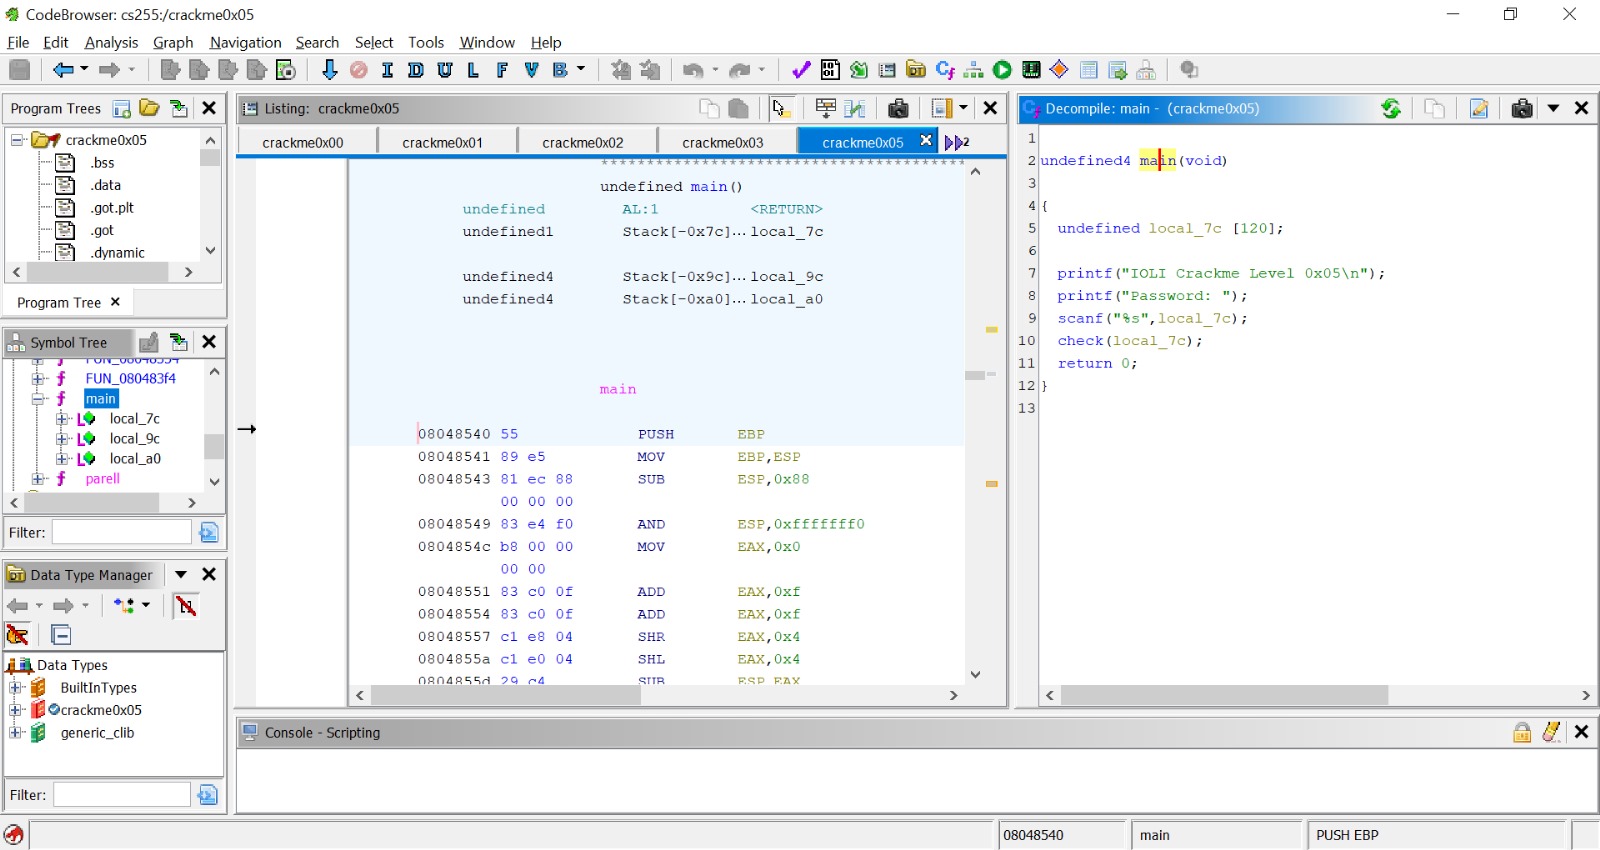 CodeBrowser: cs255:/crackme0x05
File Edit Analysis Graph Navigation Search Select Tools Window Help
I D U L F V B
Program Trees
crackme0x05
.bss
.data
.got.plt
.got
.dynamic
Program Tree
Symbol Tree
FUN_080483f4
main
local_7c
local_9c
local_a0
parell
Filter:
Data Type Manager
Data Types
BuiltInTypes
crackme0x05
generic_clib
Filter:
Listing: crackme0x05
crackme0x00 crackme0x01 crackme0x02 crackme0x03 crackme0x05 2
****************************************
undefined main()
undefined AL:1 <RETURN>
undefined1 Stack[-0x7c]... local_7c
undefined4 Stack[-0x9c]... local_9c
undefined4 Stack[-0xa0]... local_a0
main
08048540 55 PUSH EBP
08048541 89 e5 MOV EBP,ESP
08048543 81 ec 88 SUB ESP,0x88
00 00 00
08048549 83 e4 f0 AND ESP,0xfffffff0
0804854c b8 00 00 MOV EAX,0x0
00 00
08048551 83 c0 0f ADD EAX,0xf
08048554 83 c0 0f ADD EAX,0xf
08048557 c1 e8 04 SHR EAX,0x4
0804855a c1 e0 04 SHL EAX,0x4
0804855d 29 c4 SUB ESP,EAX
Decompile: main - (crackme0x05)
1
2 undefined4 main(void)
3
4 {
5 undefined local_7c [120];
6
7 printf("IOLI Crackme Level 0x05\n");
8 printf("Password: ");
9 scanf("%s",local_7c);
10 check(local_7c);
11 return 0;
12 }
13
Console - Scripting
08048540 main PUSH EBP